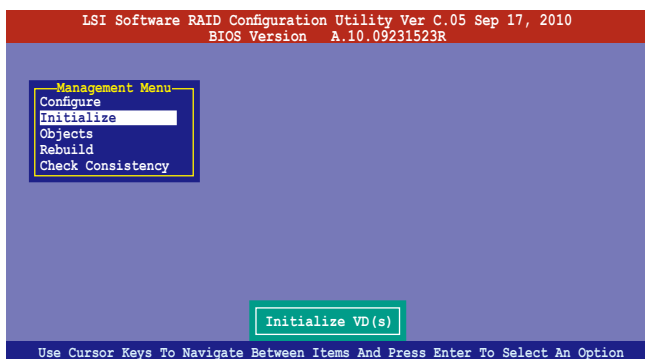 LSI Software RAID Configuration Utility Ver C.05 Sep 17, 2010
BIOS Version A.10.09231523R
Management Menu
Configure
Initialize
Objects
Rebuild
Check Consistency
Initialize VD(s)
Use Cursor Keys To Navigate Between Items And Press Enter To Select An Option